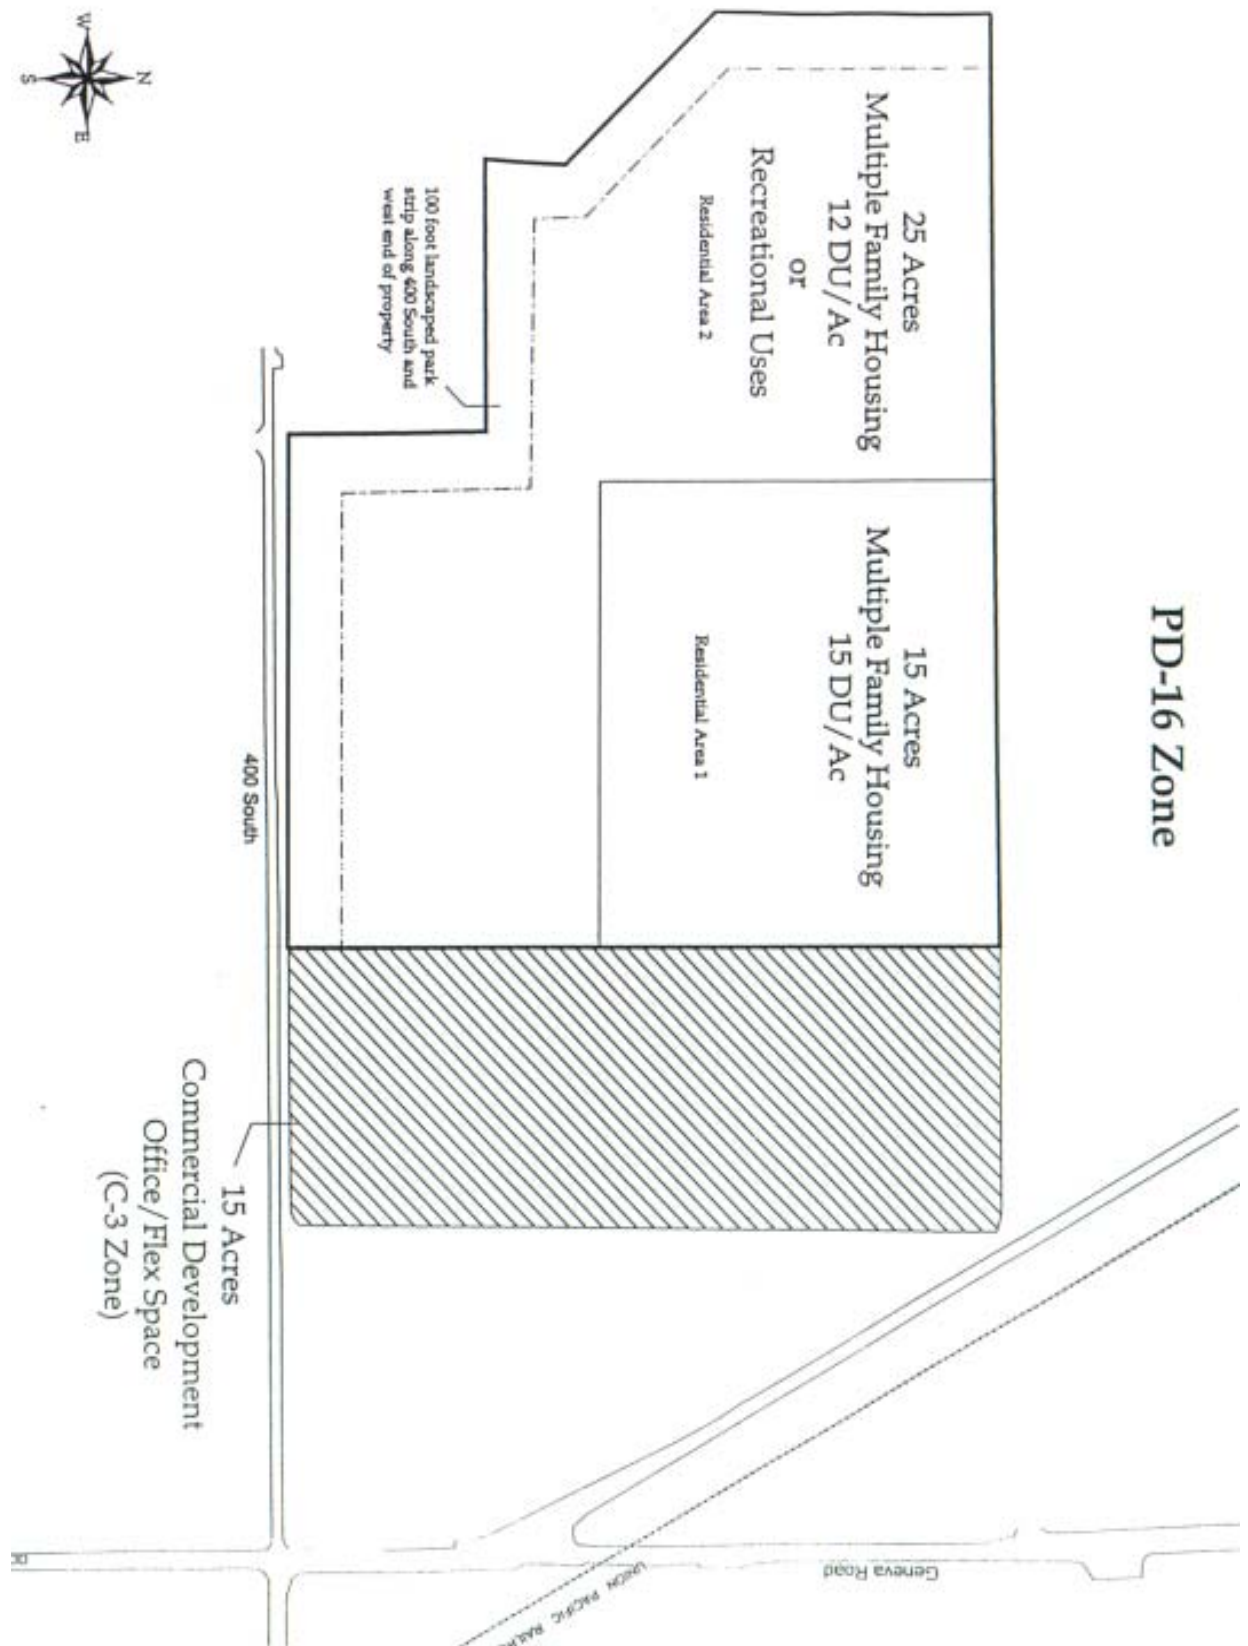 PD-16 Zone
W
N
S
E
25 Acres
Multiple Family Housing
12 DU/Ac
or
Recreational Uses
Residential Area 2
15 Acres
Multiple Family Housing
15 DU/Ac
Residential Area 1
100 foot landscaped park
strip along 400 South and
west end of property
400 South
15 Acres
Commercial Development
Office/Flex Space
(C-3 Zone)
Geneva Road
UNION PACIFIC RAILR